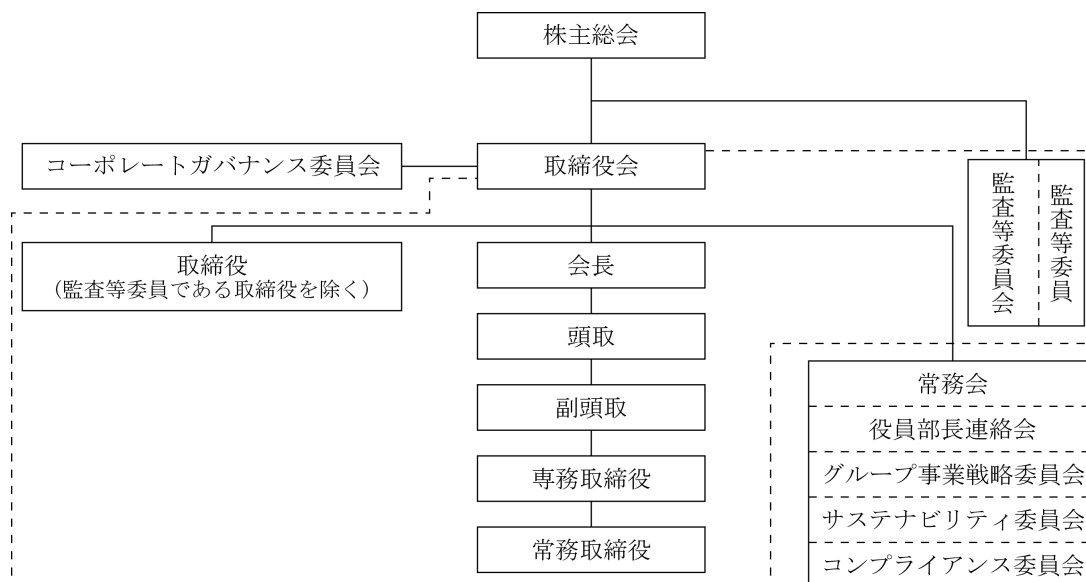 株主総会
コーポレートガバナンス委員会
取締役会
監査等委員会
監査等委員
取締役
（監査等委員である取締役を除く）
会長
頭取
副頭取
専務取締役
常務取締役
常務会
役員部長連絡会
グループ事業戦略委員会
サステナビリティ委員会
コンプライアンス委員会